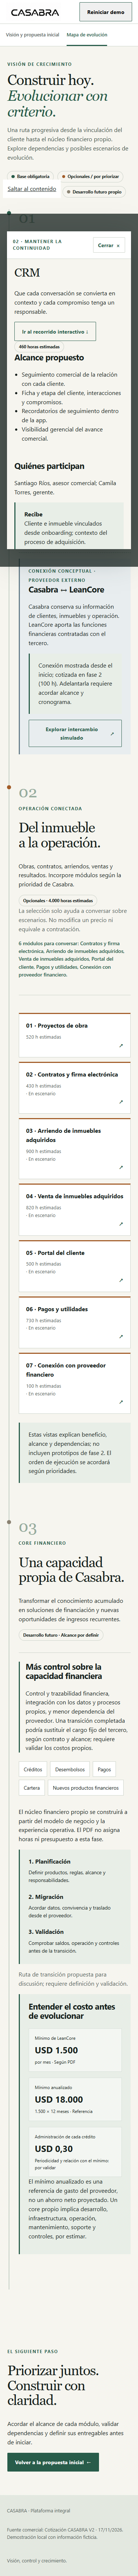 CASABRA
Reiniciar demo
Visión y propuesta inicial
Mapa de evolución
VISIÓN DE CRECIMIENTO
Construir hoy.
Evolucionar con
criterio.
Una ruta progresiva desde la vinculación del
cliente hasta el núcleo financiero propio.
Explore dependencias y posibles escenarios de
evolución.
Base obligatoria
Opcionales / por priorizar
Saltar al contenido
Desarrollo futuro propio
01
02 · MANTENER LA
CONTINUIDAD
Cerrar ×
CRM
Que cada conversación se convierta en
contexto y cada compromiso tenga un
responsable.
Ir al recorrido interactivo ↓
460 horas estimadas
Alcance propuesto
Seguimiento comercial de la relación
con cada cliente.
Ficha y etapa del cliente, interacciones
y compromisos.
Recordatorios de seguimiento dentro
de la app.
Visibilidad gerencial del avance
comercial.
Quiénes participan
Santiago Ríos, asesor comercial; Camila
Torres, gerente.
Recibe
Cliente e inmueble vinculados
desde onboarding; contexto del
proceso de adquisición.
CONEXIÓN CONCEPTUAL ·
PROVEEDOR EXTERNO
Casabra ↔ LeanCore
Casabra conserva su información
de clientes, inmuebles y operación.
LeanCore aporta las funciones
financieras contratadas con el
tercero.
Conexión mostrada desde el
inicio; cotizada en fase 2
(100 h). Adelantarla requiere
acordar alcance y
cronograma.
Explorar intercambio
simulado ↗
02
OPERACIÓN CONECTADA
Del inmueble
a la operación.
Obras, contratos, arriendos, ventas y
resultados. Incorpore módulos según la
prioridad de Casabra.
Opcionales · 4.000 horas estimadas
La selección solo ayuda a conversar sobre
escenarios. No modifica un precio ni
equivale a contratación.
6 módulos para conversar: Contratos y firma
electrónica, Arriendo de inmuebles adquiridos,
Venta de inmuebles adquiridos, Portal del
cliente, Pagos y utilidades, Conexión con
proveedor financiero.
01 · Proyectos de obra
520 h estimadas
↗
02 · Contratos y firma electrónica
430 h estimadas
· En escenario
↗
03 · Arriendo de inmuebles
adquiridos
900 h estimadas
· En escenario
↗
04 · Venta de inmuebles adquiridos
820 h estimadas
· En escenario
↗
05 · Portal del cliente
500 h estimadas
· En escenario
↗
06 · Pagos y utilidades
730 h estimadas
· En escenario
↗
07 · Conexión con proveedor
financiero
100 h estimadas
· En escenario
↗
Estas vistas explican beneficio,
alcance y dependencias; no
incluyen prototipos de fase 2. El
orden de ejecución se acordará
según prioridades.
03
CORE FINANCIERO
Una capacidad
propia de Casabra.
Transformar el conocimiento acumulado
en soluciones de financiación y nuevas
oportunidades de ingresos recurrentes.
Desarrollo futuro · Alcance por definir
Más control sobre la
capacidad financiera
Control y trazabilidad financiera,
integración con los datos y procesos
propios, y menor dependencia del
proveedor. Una transición completada
podría sustituir el cargo fijo del tercero,
según contrato y alcance; requiere
validar los costos propios.
Créditos
Desembolsos
Pagos
Cartera
Nuevos productos financieros
El núcleo financiero propio se construirá a
partir del modelo de negocio y la
experiencia operativa. El PDF no asigna
horas ni presupuesto a esta fase.
1. Planificación
Definir productos, reglas, alcance y
responsabilidades.
2. Migración
Acordar datos, convivencia y traslado
desde el proveedor.
3. Validación
Comprobar saldos, operación y controles
antes de la transición.
Ruta de transición propuesta para
discusión; requiere definición y validación.
Entender el costo antes
de evolucionar
Mínimo de LeanCore
USD 1.500
por mes · Según PDF
Mínimo anualizado
USD 18.000
1.500 × 12 meses · Referencia
Administración de cada crédito
USD 0,30
Periodicidad y relación con el mínimo
por validar
El mínimo anualizado es una
referencia de gasto del proveedor,
no un ahorro proyectado. Un
core propio implica desarrollo,
infraestructura, operación,
mantenimiento, soporte y
controles, por estimar.
EL SIGUIENTE PASO
Priorizar juntos.
Construir con
claridad.
Acordar el alcance de cada módulo, validar
dependencias y definir sus entregables antes
de iniciar.
Volver a la propuesta inicial ←
CASABRA · Plataforma integral
Fuente comercial: Cotización CASABRA V2 · 17/11/2026.
Demostración local con información ficticia.
Visión, control y crecimiento.